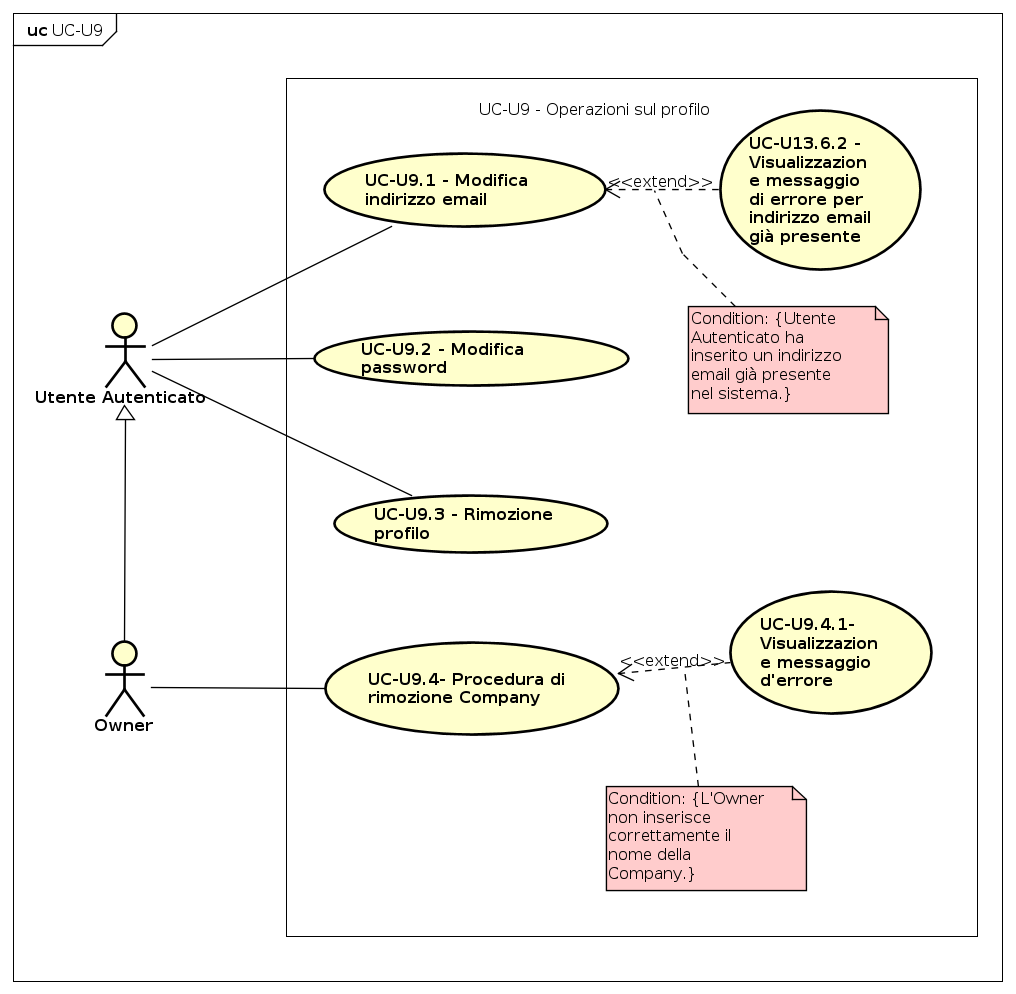 uc UC-U9
UC-U9 - Operazioni sul profilo
UC-U9.1 - Modifica
indirizzo email
<<extend>>
UC-U13.6.2 -
Visualizzazion
e messaggio
di errore per
indirizzo email
già presente
Condition: {Utente
Autenticato ha
inserito un indirizzo
email già presente
nel sistema.}
UC-U9.2 - Modifica
password
Utente Autenticato
UC-U9.3 - Rimozione
profilo
UC-U9.4- Procedura di
rimozione Company
<<extend>>
UC-U9.4.1-
Visualizzazion
e messaggio
d'errore
Owner
Condition: {L'Owner
non inserisce
correttamente il
nome della
Company.}